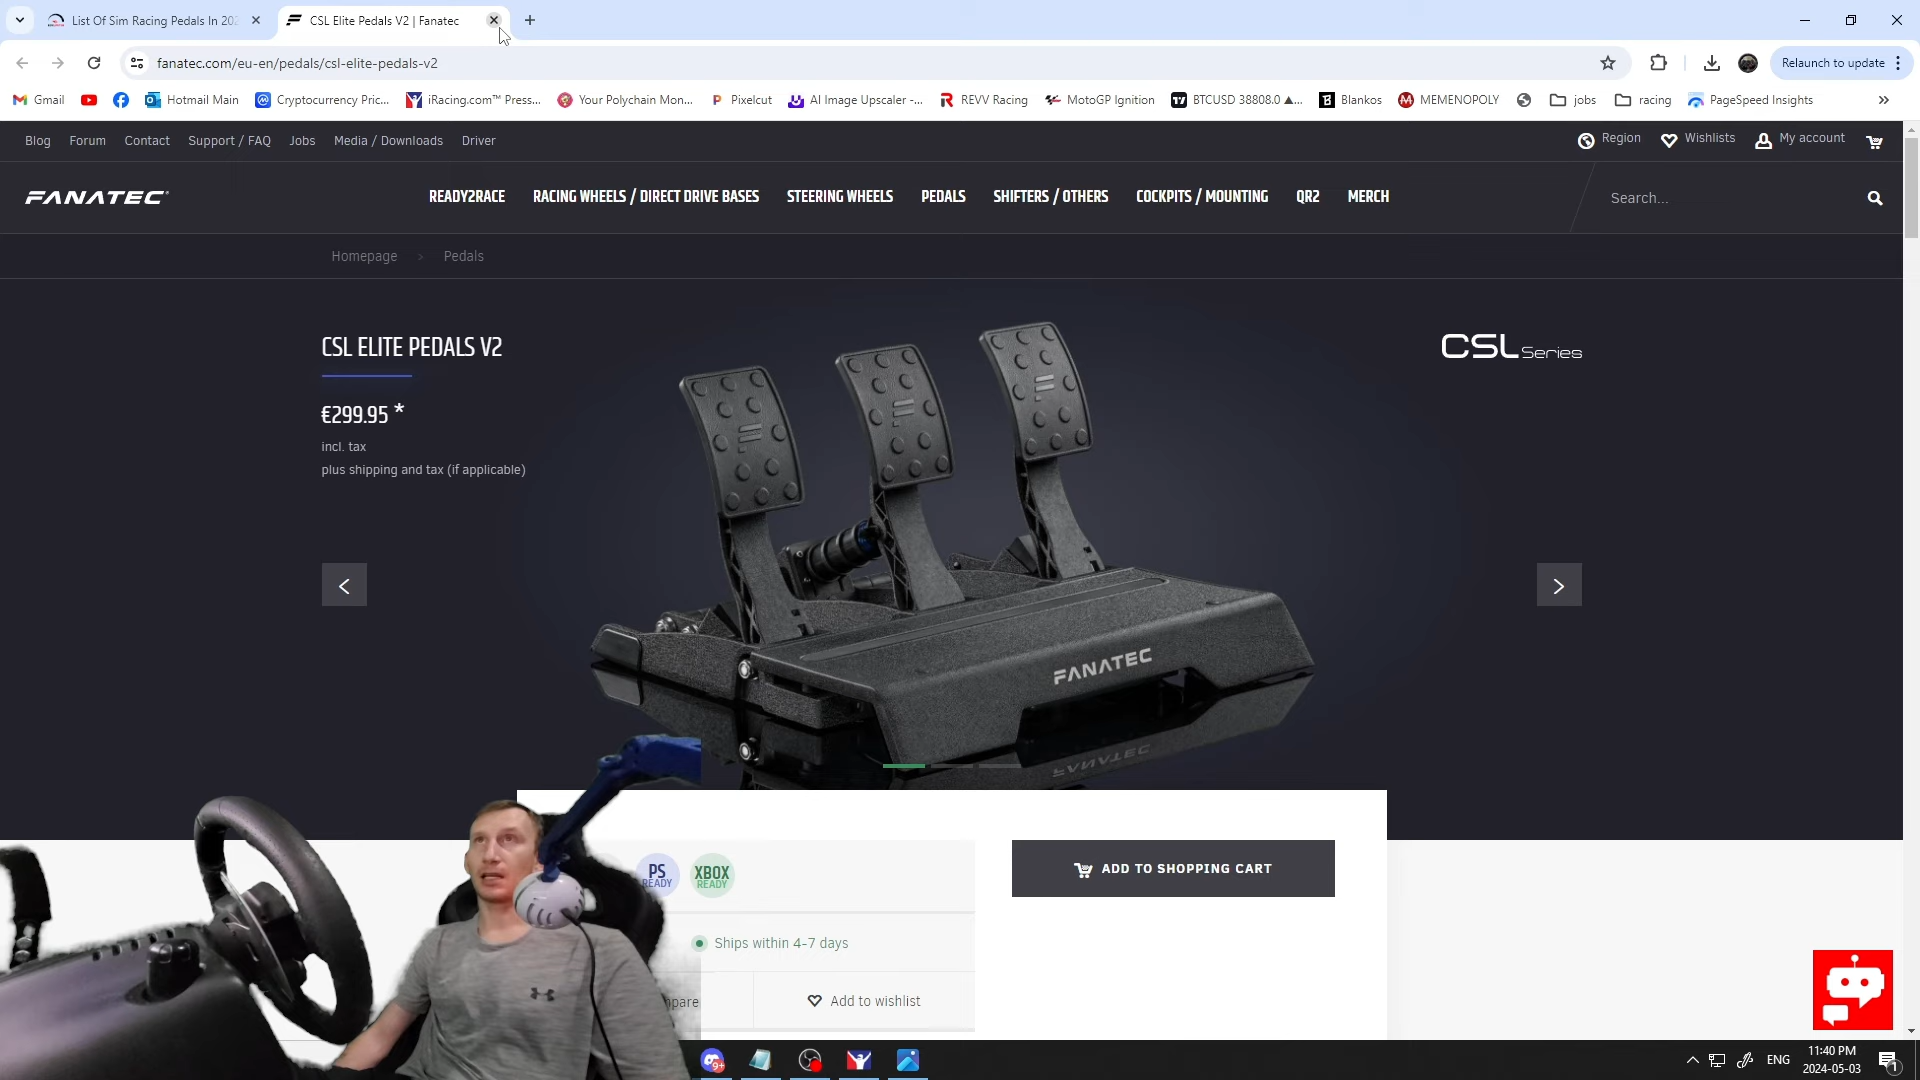 List Of Sim Racing Pedals In 202
CSL Elite Pedals V2 | Fanatec
fanatec.com/eu-en/pedals/csl-elite-pedals-v2
Relaunch to update
Gmail
Hotmail Main
Cryptocurrency Pric...
iRacing.com™ Press...
Your Polychain Mon...
Pixelcut
AI Image Upscaler -...
REVV Racing
MotoGP Ignition
BTCUSD 38808.0 ▲...
Blankos
MEMENOPOLY
jobs
racing
PageSpeed Insights
Blog
Forum
Contact
Support / FAQ
Jobs
Media / Downloads
Driver
Region
Wishlists
My account
FANATEC
READY2RACE
RACING WHEELS / DIRECT DRIVE BASES
STEERING WHEELS
PEDALS
SHIFTERS / OTHERS
COCKPITS / MOUNTING
QR2
MERCH
Search...
Homepage > Pedals
CSL ELITE PEDALS V2
CSL Series
€299.95 *
incl. tax
plus shipping and tax (if applicable)
FANATEC
PS
READY
XBOX
READY
ADD TO SHOPPING CART
Ships within 4-7 days
mpare
Add to wishlist
9+
ENG
11:40 PM
2024-05-03
1